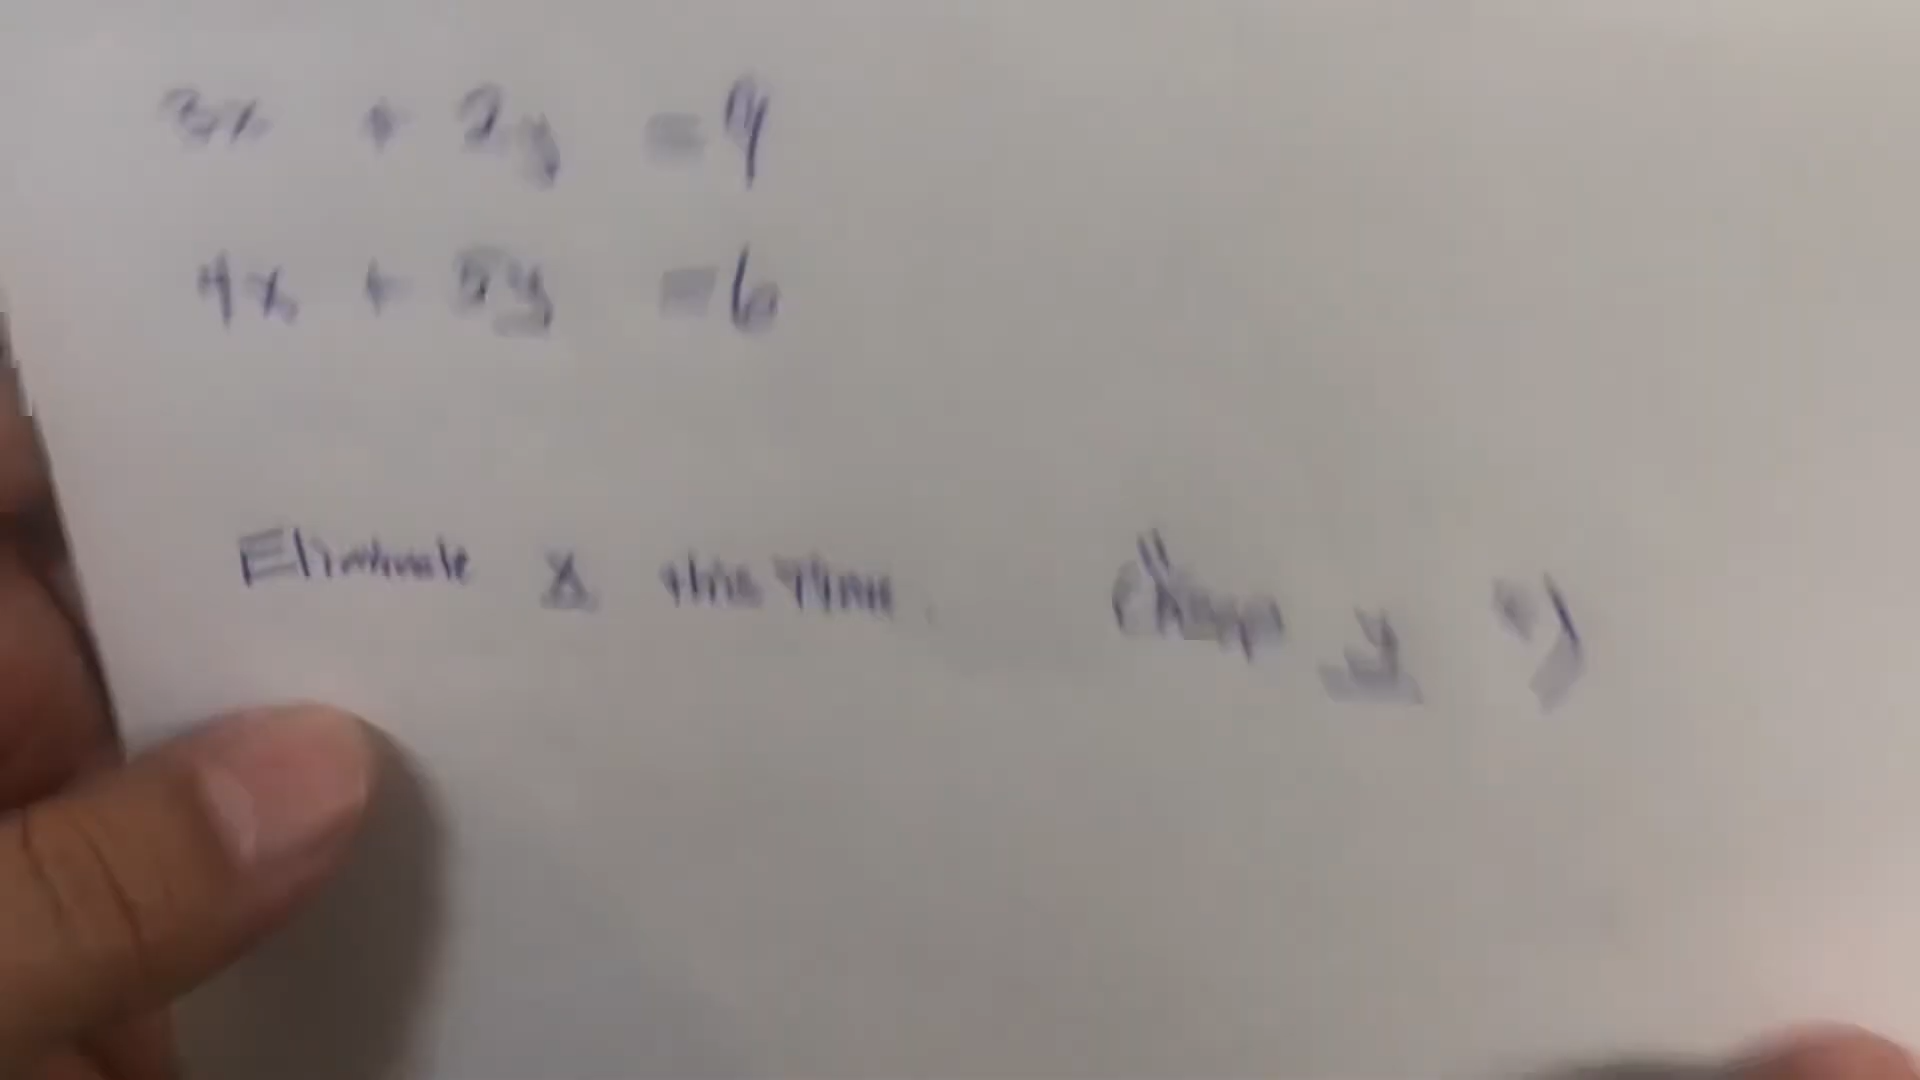 3x + 2y = 4
4x + 5y = 6
Eliminate x this time. y